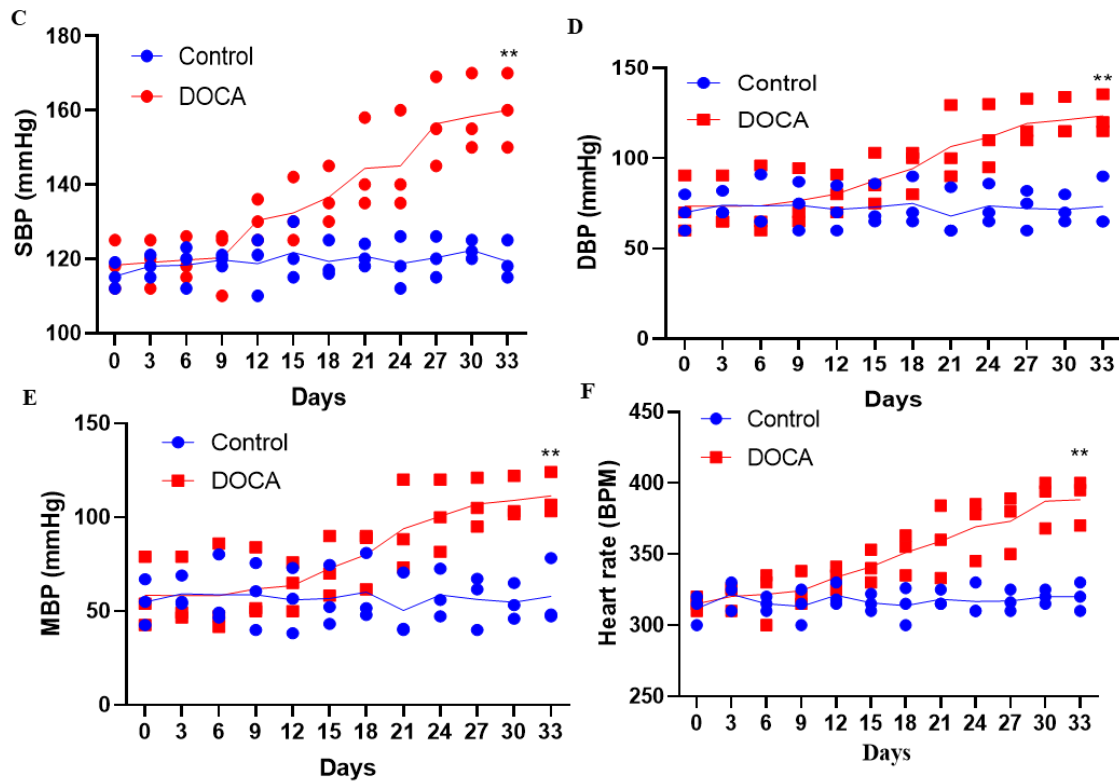 C
180
160
140
120
100
SBP (mmHg)
Control
DOCA
**
0 3 6 9 12 15 18 21 24 27 30 33
Days
D
150
100
50
0
DBP (mmHg)
Control
DOCA
**
0 3 6 9 12 15 18 21 24 27 30 33
Days
E
150
100
50
0
MBP (mmHg)
Control
DOCA
**
0 3 6 9 12 15 18 21 24 27 30 33
Days
F
450
400
350
300
250
Heart rate (BPM)
Control
DOCA
**
0 3 6 9 12 15 18 21 24 27 30 33
Days